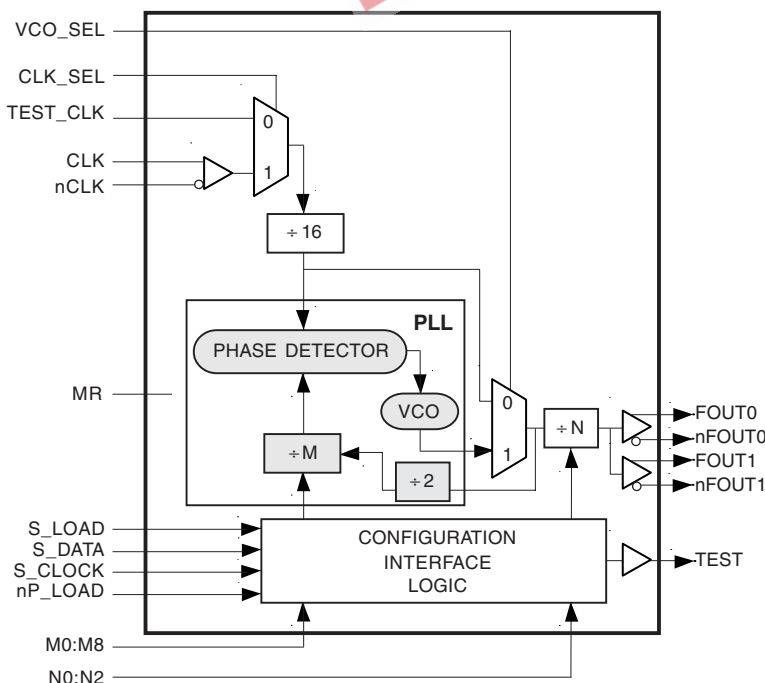 VCO_SEL
CLK_SEL
TEST_CLK
0
CLK
1
nCLK
÷ 16
PLL
PHASE DETECTOR
MR
VCO
0
÷ N
FOUT0
nFOUT0
÷ M
1
FOUT1
÷ 2
nFOUT1
S_LOAD
S_DATA
S_CLOCK
nP_LOAD
CONFIGURATION
INTERFACE
LOGIC
TEST
M0:M8
N0:N2